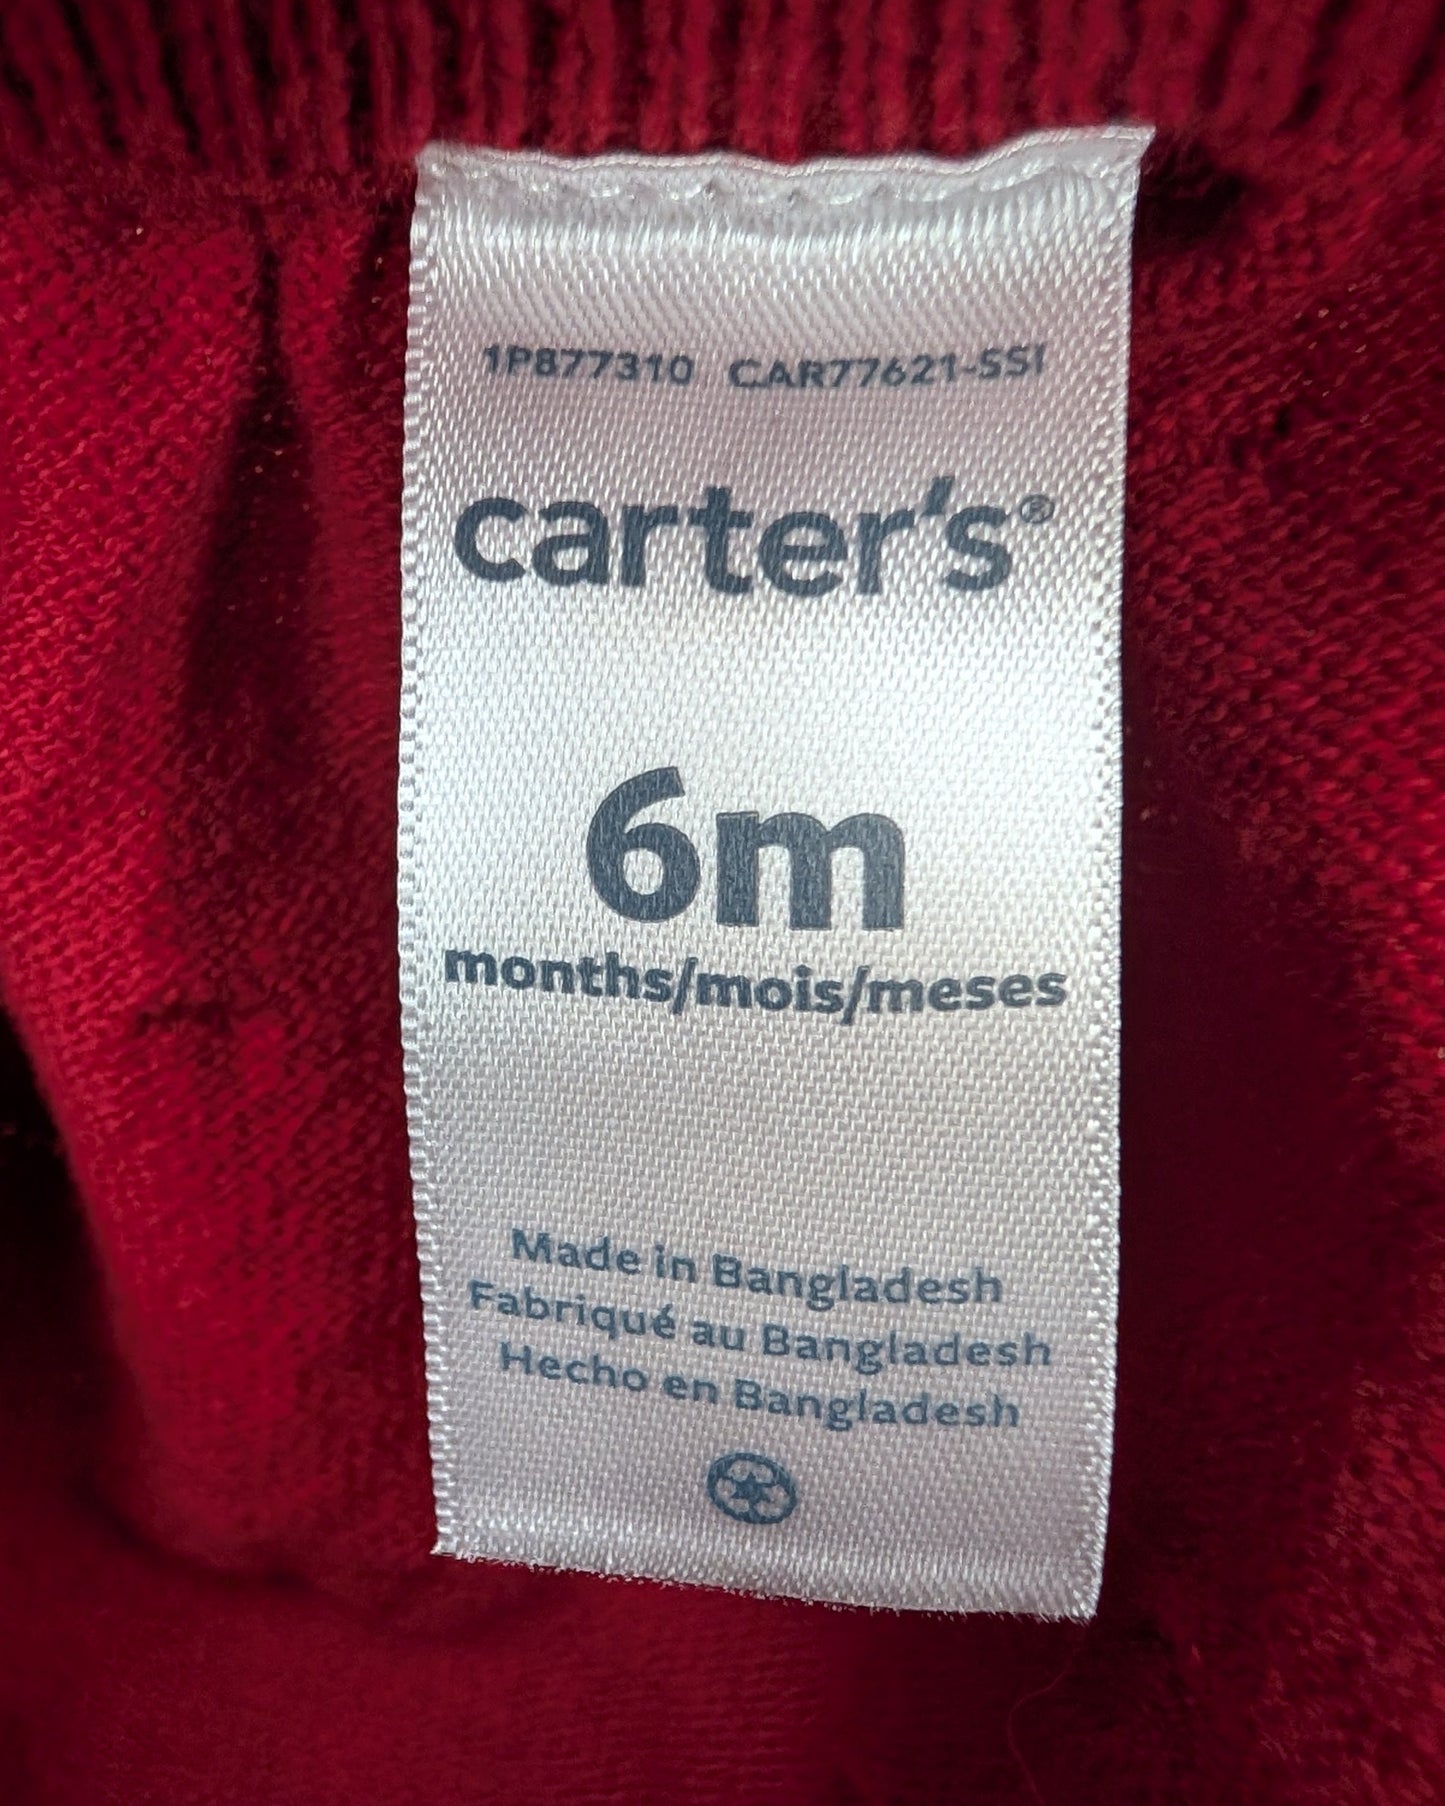 1P877310 CAR77621-SSI
carter's®
6m
months/mois/meses
Made in Bangladesh
Fabriqué au Bangladesh
Hecho en Bangladesh